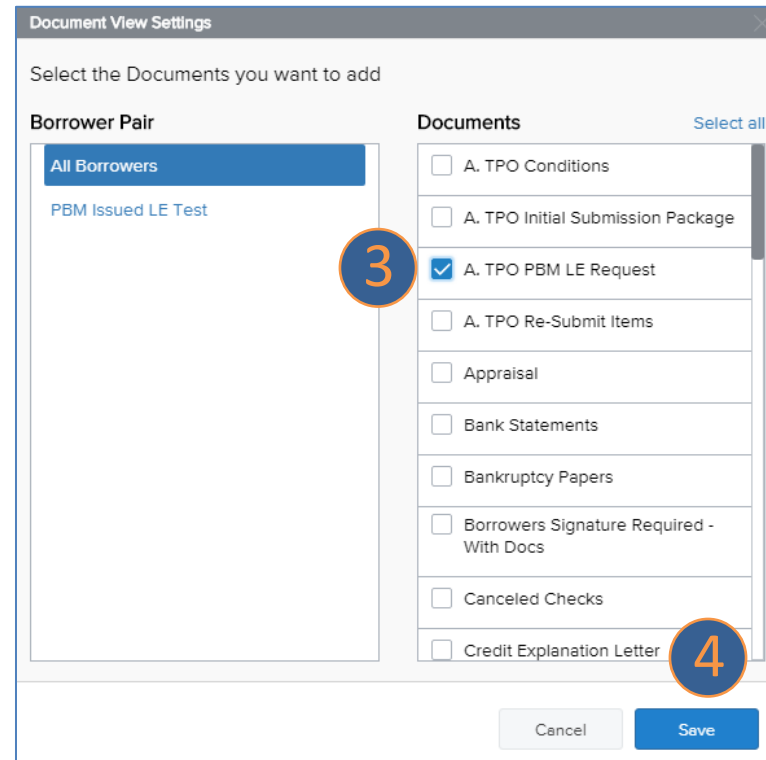 Document View Settings
Select the Documents you want to add
Borrower Pair
Documents
Select all
All Borrowers
PBM Issued LE Test
A. TPO Conditions
A. TPO Initial Submission Package
3
A. TPO PBM LE Request
A. TPO Re-Submit Items
Appraisal
Bank Statements
Bankruptcy Papers
Borrowers Signature Required -
With Docs
Canceled Checks
Credit Explanation Letter
4
Cancel
Save